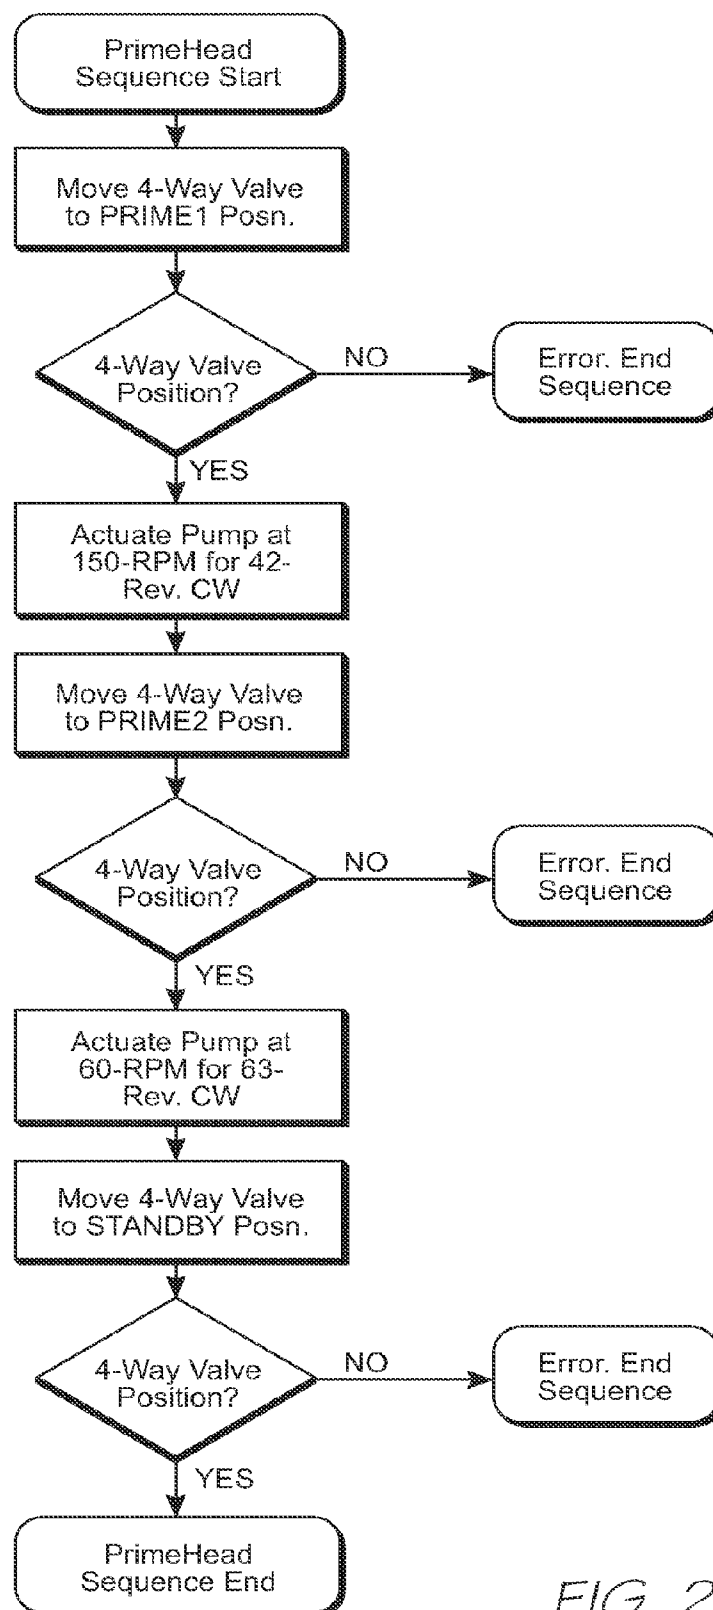 PrimeHead
Sequence Start
Move 4-Way Valve
to PRIME1 Posn.
4-Way Valve
Position?
NO
Error. End
Sequence
YES
Actuate Pump at
150-RPM for 42-
Rev. CW
Move 4-Way Valve
to PRIME2 Posn.
4-Way Valve
Position?
NO
Error. End
Sequence
YES
Actuate Pump at
60-RPM for 63-
Rev. CW
Move 4-Way Valve
to STANDBY Posn.
4-Way Valve
Position?
NO
Error. End
Sequence
YES
PrimeHead
Sequence End
FIG. 2